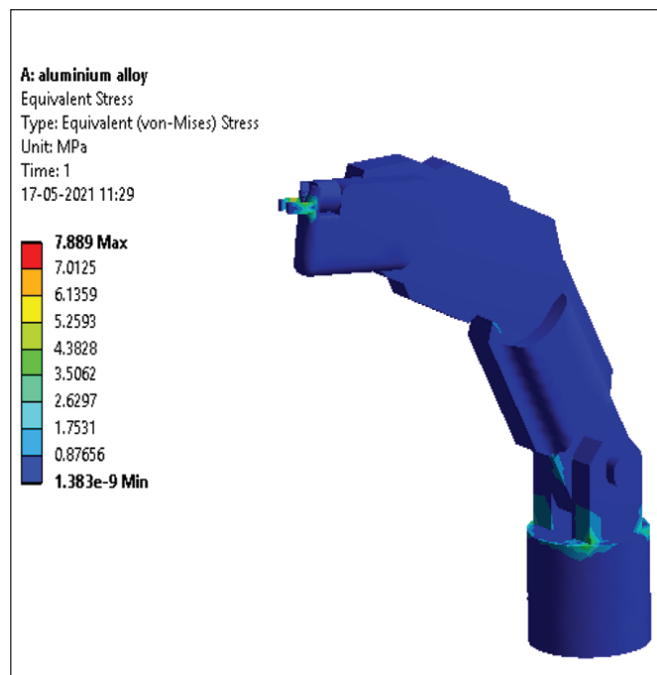 A: aluminium alloy
Equivalent Stress
Type: Equivalent (von-Mises) Stress
Unit: MPa
Time: 1
17-05-2021 11:29
7.889 Max
7.0125
6.1359
5.2593
4.3828
3.5062
2.6297
1.7531
0.87656
1.383e-9 Min